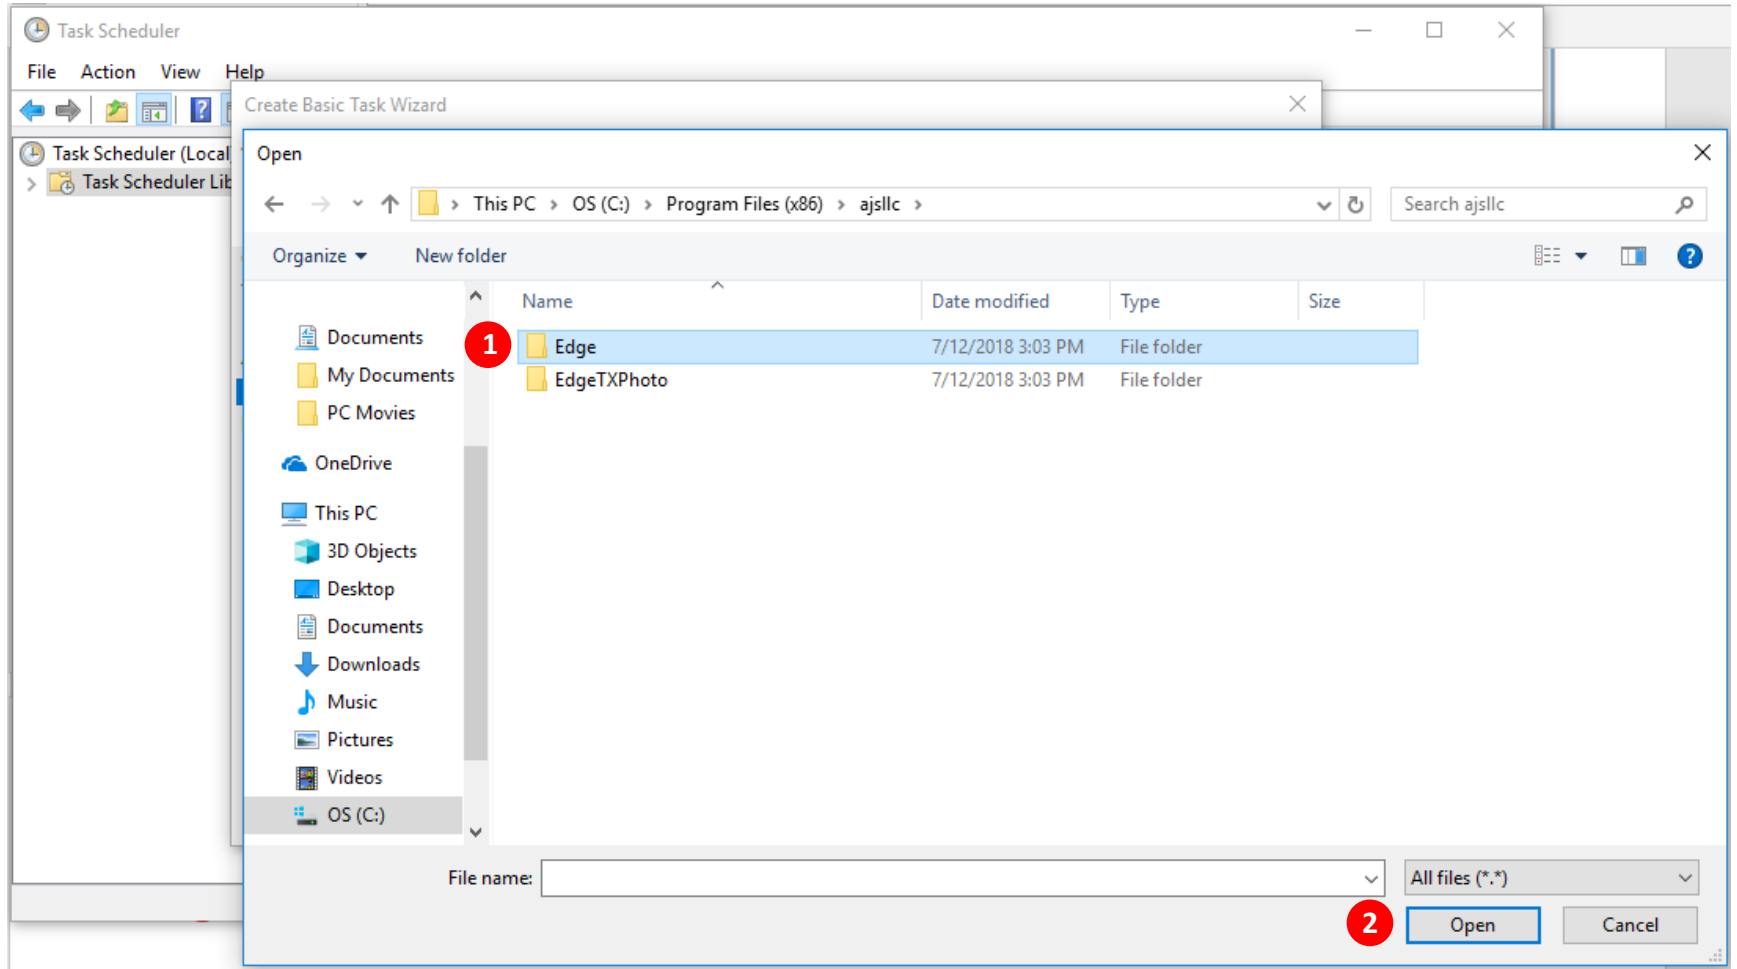 Task Scheduler
File Action View Help
Create Basic Task Wizard
Task Scheduler (Local
Task Scheduler Lib
Open
This PC > OS (C:) > Program Files (x86) > ajsllc >
Search ajsllc
Organize New folder
?
Name Date modified Type Size
1 Edge 7/12/2018 3:03 PM File folder
EdgeTXPhoto 7/12/2018 3:03 PM File folder
Documents
My Documents
PC Movies
OneDrive
This PC
3D Objects
Desktop
Documents
Downloads
Music
Pictures
Videos
OS (C:)
File name: All files (*.*)
2 Open Cancel